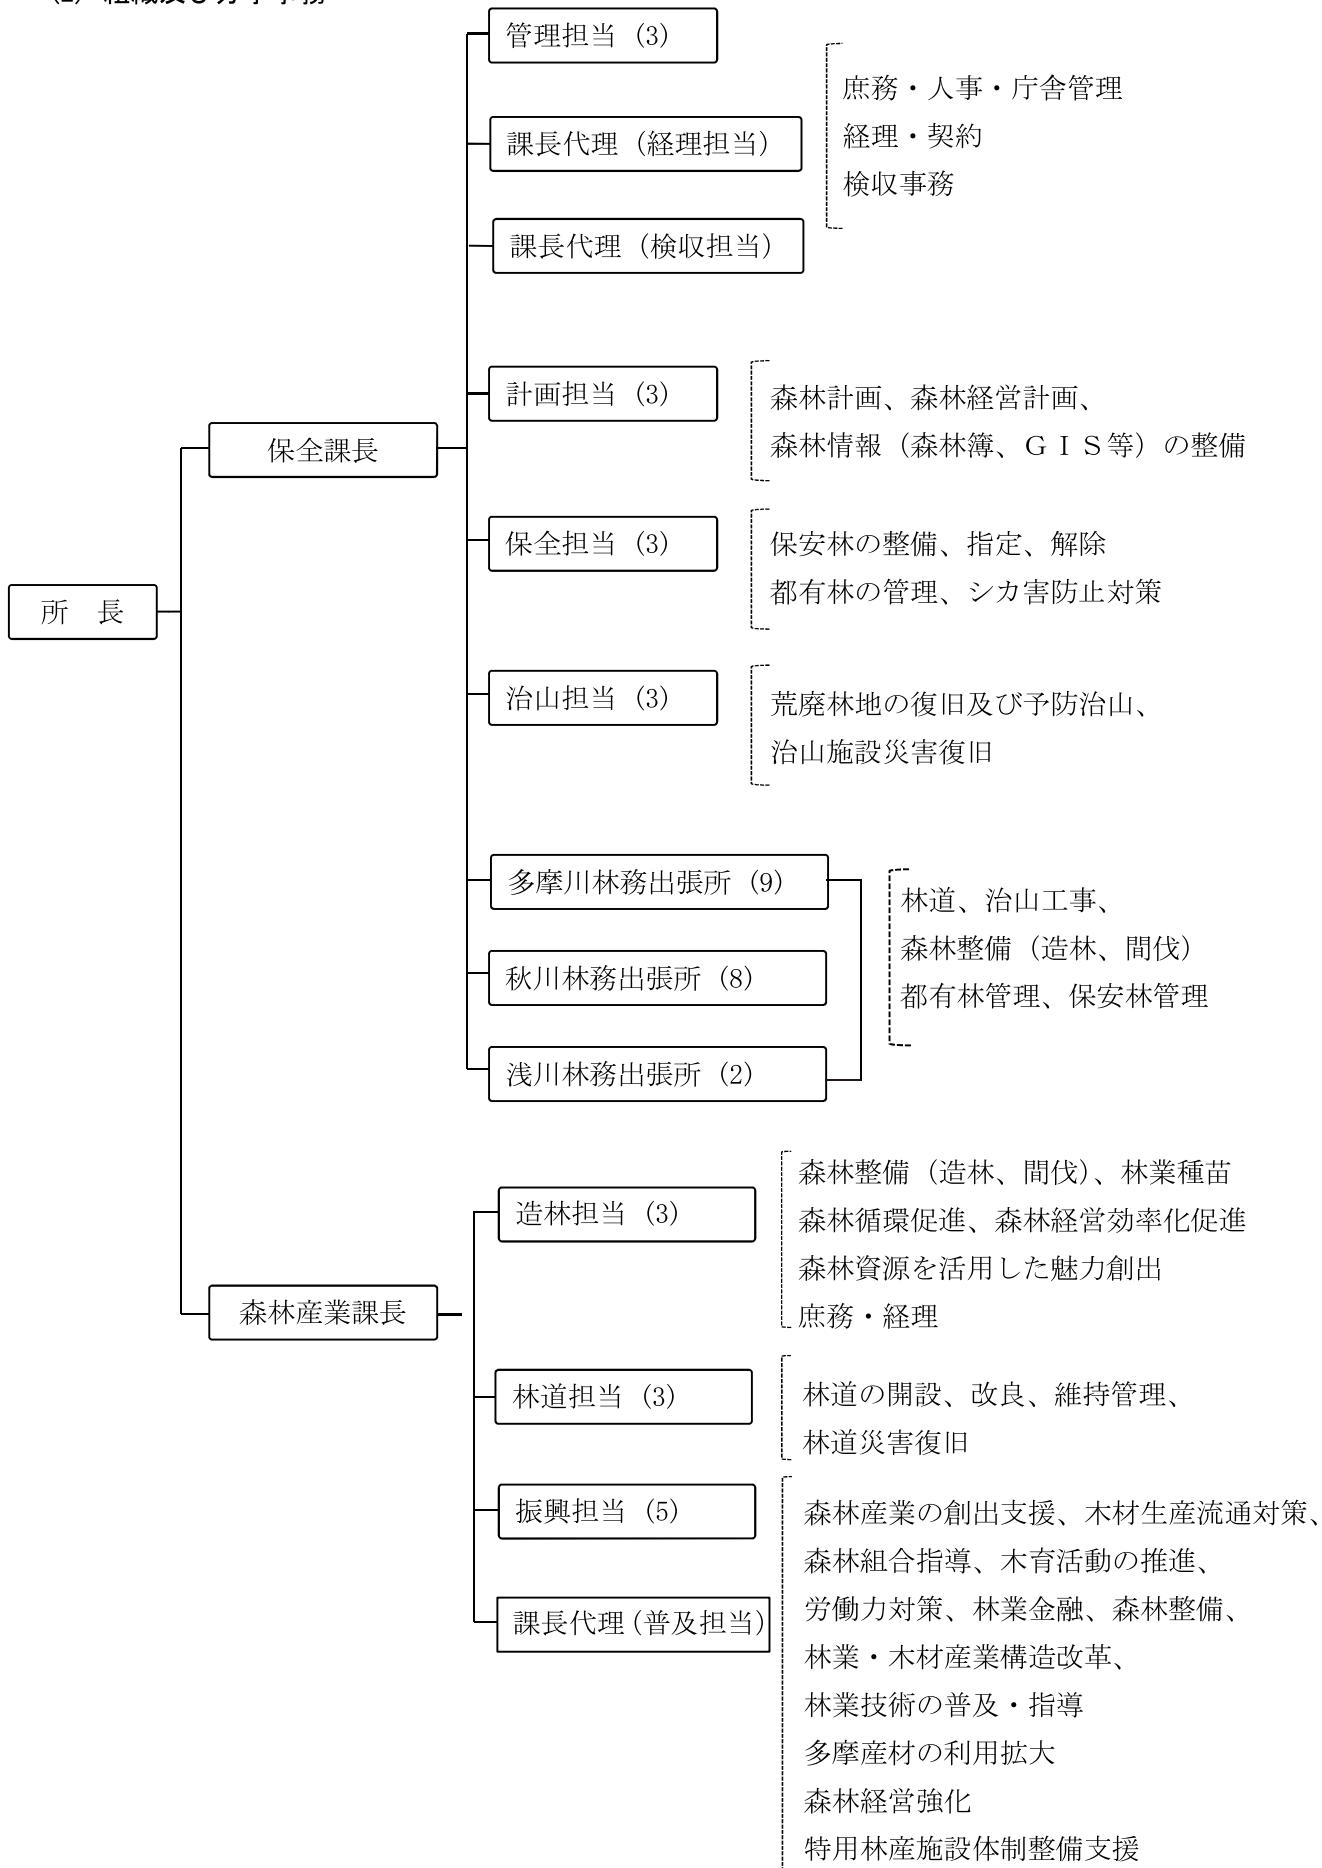 (2) 組織及び分掌事務
管理担当（3）
課長代理（経理担当）
課長代理（検収担当）
庶務・人事・庁舎管理
経理・契約
検収事務
計画担当（3）
森林計画、森林経営計画、
森林情報（森林簿、ＧＩＳ等）の整備
保全課長
保全担当（3）
保安林の整備、指定、解除
都有林の管理、シカ害防止対策
所　長
治山担当（3）
荒廃林地の復旧及び予防治山、
治山施設災害復旧
多摩川林務出張所（9）
秋川林務出張所（8）
浅川林務出張所（2）
林道、治山工事、
森林整備（造林、間伐）
都有林管理、保安林管理
森林産業課長
造林担当（3）
森林整備（造林、間伐）、林業種苗
森林循環促進、森林経営効率化促進
森林資源を活用した魅力創出
庶務・経理
林道担当（3）
林道の開設、改良、維持管理、
林道災害復旧
振興担当（5）
課長代理（普及担当）
森林産業の創出支援、木材生産流通対策、
森林組合指導、木育活動の推進、
労働力対策、林業金融、森林整備、
林業・木材産業構造改革、
林業技術の普及・指導
多摩産材の利用拡大
森林経営強化
特用林産施設体制整備支援